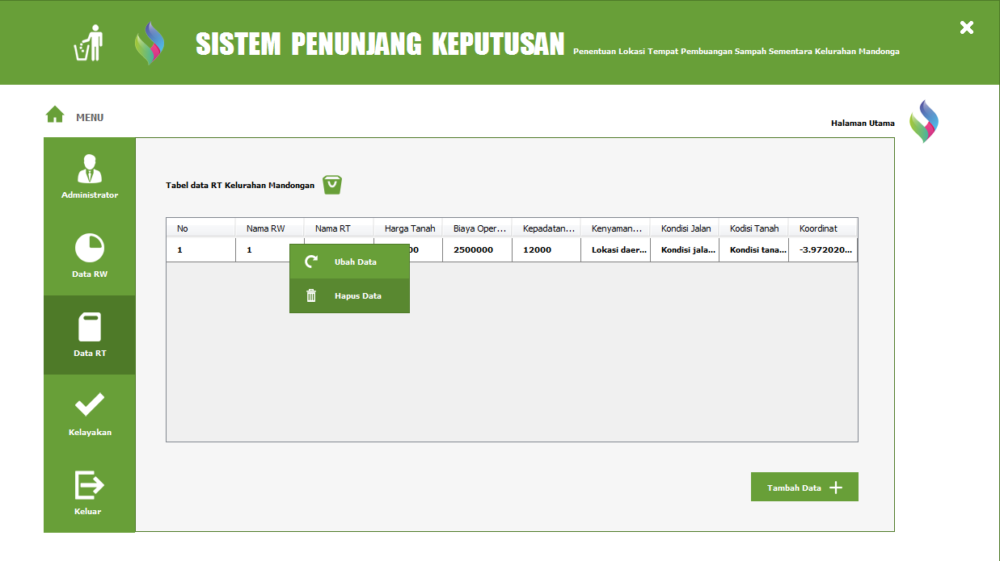 SISTEM PENUNJANG KEPUTUSAN Penentuan Lokasi Tempat Pembuangan Sampah Sementara Kelurahan Mandonga
MENU
Halaman Utama
Administrator
Data RW
Data RT
Kelayakan
Keluar
Tabel data RT Kelurahan Mandongan
No Nama RW Nama RT Harga Tanah Biaya Oper... Kepadatan... Kenyaman... Kondisi Jalan Kodisi Tanah Koordinat
1 1 00 2500000 12000 Lokasi daer... Kondisi jala... Kondisi tana... -3.972020...
Ubah Data
Hapus Data
Tambah Data